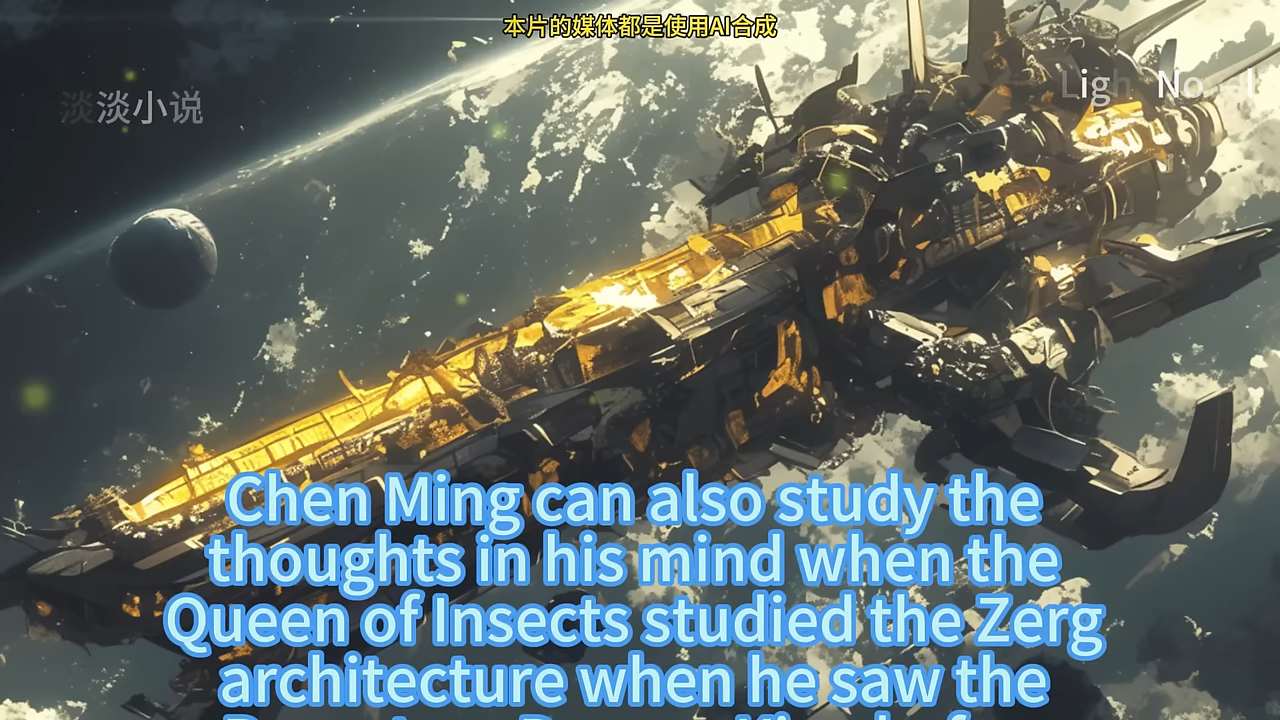 本片的媒体都是使用AI合成
淡淡小说
Chen Ming can also study the
thoughts in his mind when the
Queen of Insects studied the Zerg
architecture when he saw the